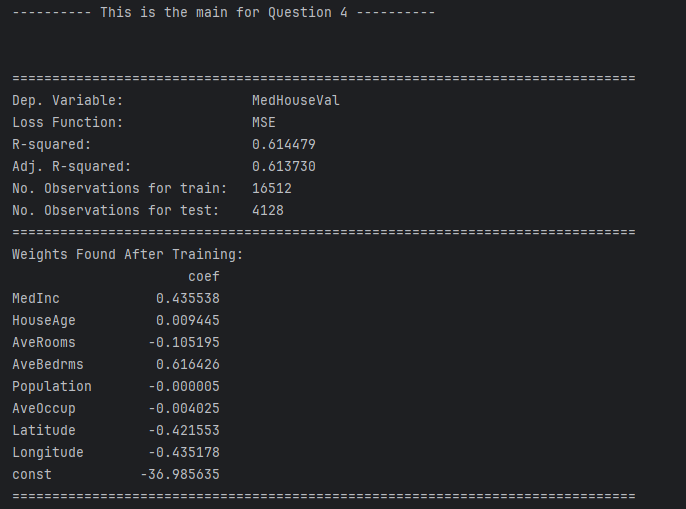 ---------- This is the main for Question 4 ----------
==============================================================================
Dep. Variable:                MedHouseVal
Loss Function:                MSE
R-squared:                    0.614479
Adj. R-squared:               0.613730
No. Observations for train:   16512
No. Observations for test:    4128
==============================================================================
Weights Found After Training:
                      coef
MedInc            0.435538
HouseAge          0.009445
AveRooms         -0.105195
AveBedrms         0.616426
Population       -0.000005
AveOccup         -0.004025
Latitude         -0.421553
Longitude        -0.435178
const           -36.985635
==============================================================================